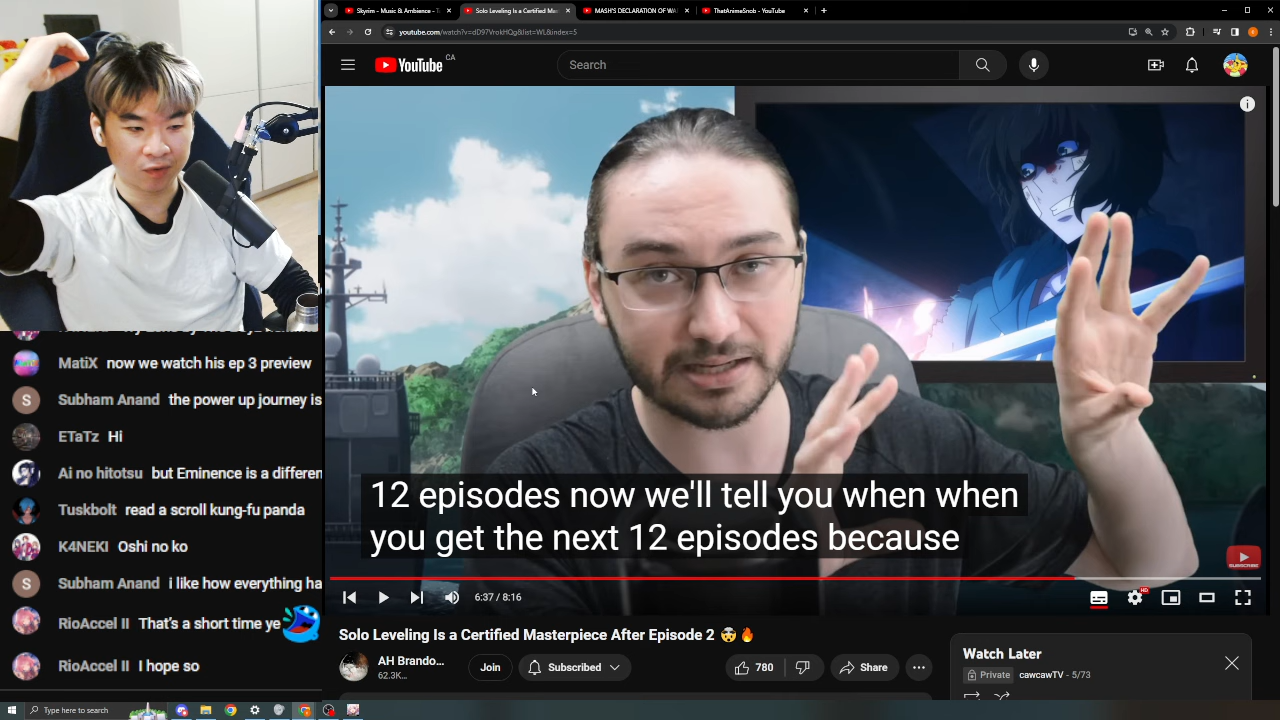 Skyrim - Music & Ambience - T
Solo Leveling Is a Certified Mas
MASH'S DECLARATION OF WA
ThatAnimeSnob - YouTube
youtube.com/watch?v=dD97VrokHQg&list=WL&index=5
YouTube CA
Search
MatiX now we watch his ep 3 preview
Subham Anand the power up journey is
ETaTz Hi
Ai no hitotsu but Eminence is a differen
Tuskbolt read a scroll kung-fu panda
K4NEKI Oshi no ko
Subham Anand i like how everything ha
RioAccel II That's a short time ye
RioAccel II I hope so
12 episodes now we'll tell you when when
you get the next 12 episodes because
SUBSCRIBE
6:37 / 8:16
HD
Solo Leveling Is a Certified Masterpiece After Episode 2 🤯🔥
AH Brando...
62.3K...
Join
Subscribed
780
Share
Watch Later
Private cawcawTV - 5/73
Type here to search